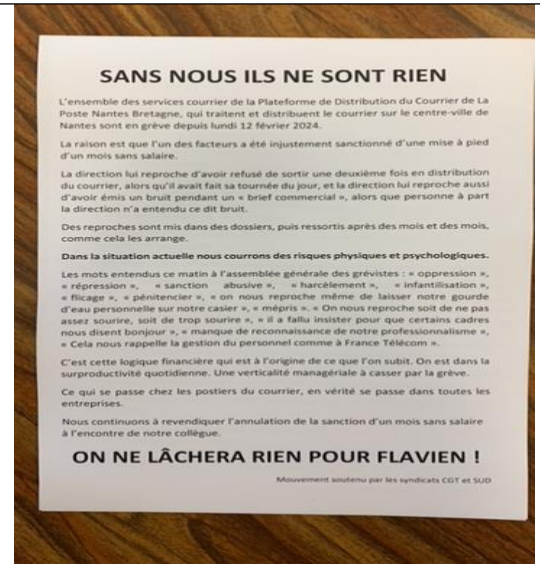 SANS NOUS ILS NE SONT RIEN
L'ensemble des services courrier de la Plateforme de Distribution du Courrier de La
Poste Nantes Bretagne, qui traitent et distribuent le courrier sur le centre-ville de
Nantes sont en grève depuis lundi 12 février 2024.
La raison est que l'un des facteurs a été injustement sanctionné d'une mise à pied
d'un mois sans salaire.
La direction lui reproche d'avoir refusé de sortir une deuxième fois en distribution
du courrier, alors qu'il avait fait sa tournée du jour, et la direction lui reproche aussi
d'avoir émis un bruit pendant un « brief commercial », alors que personne à part
la direction n'a entendu ce dit bruit.
Des reproches sont mis dans des dossiers, puis ressortis après des mois et des mois,
comme cela les arrange.
Dans la situation actuelle nous courrons des risques physiques et psychologiques.
Les mots entendus ce matin à l'assemblée générale des grévistes : « oppression »,
« répression », « sanction abusive », « harcèlement », « infantilisation »,
« flicage », « pénitencier », « on nous reproche même de laisser notre gourde
d'eau personnelle sur notre casier », « mépris ». « On nous reproche soit de ne pas
assez sourire, soit de trop sourire », « il a fallu insister pour que certains cadres
nous disent bonjour », « manque de reconnaissance de notre professionnalisme »,
« Cela nous rappelle la gestion du personnel comme à France Télécom ».
C'est cette logique financière qui est à l'origine de ce que l'on subit. On est dans la
surproductivité quotidienne. Une verticalité managériale à casser par la grève.
Ce qui se passe chez les postiers du courrier, en vérité se passe dans toutes les
entreprises.
Nous continuons à revendiquer l'annulation de la sanction d'un mois sans salaire
à l'encontre de notre collègue.
ON NE LÂCHERA RIEN POUR FLAVIEN !
Mouvement soutenu par les syndicats CGT et SUD